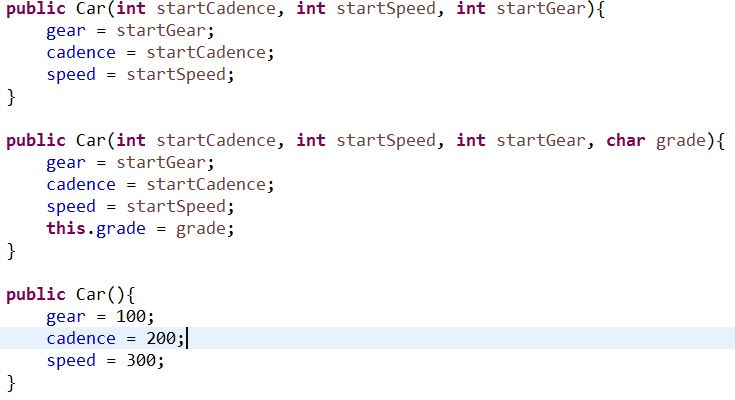 public Car(int startCadence, int startSpeed, int startGear){
    gear = startGear;
    cadence = startCadence;
    speed = startSpeed;
}

public Car(int startCadence, int startSpeed, int startGear, char grade){
    gear = startGear;
    cadence = startCadence;
    speed = startSpeed;
    this.grade = grade;
}

public Car(){
    gear = 100;
    cadence = 200;
    speed = 300;
}